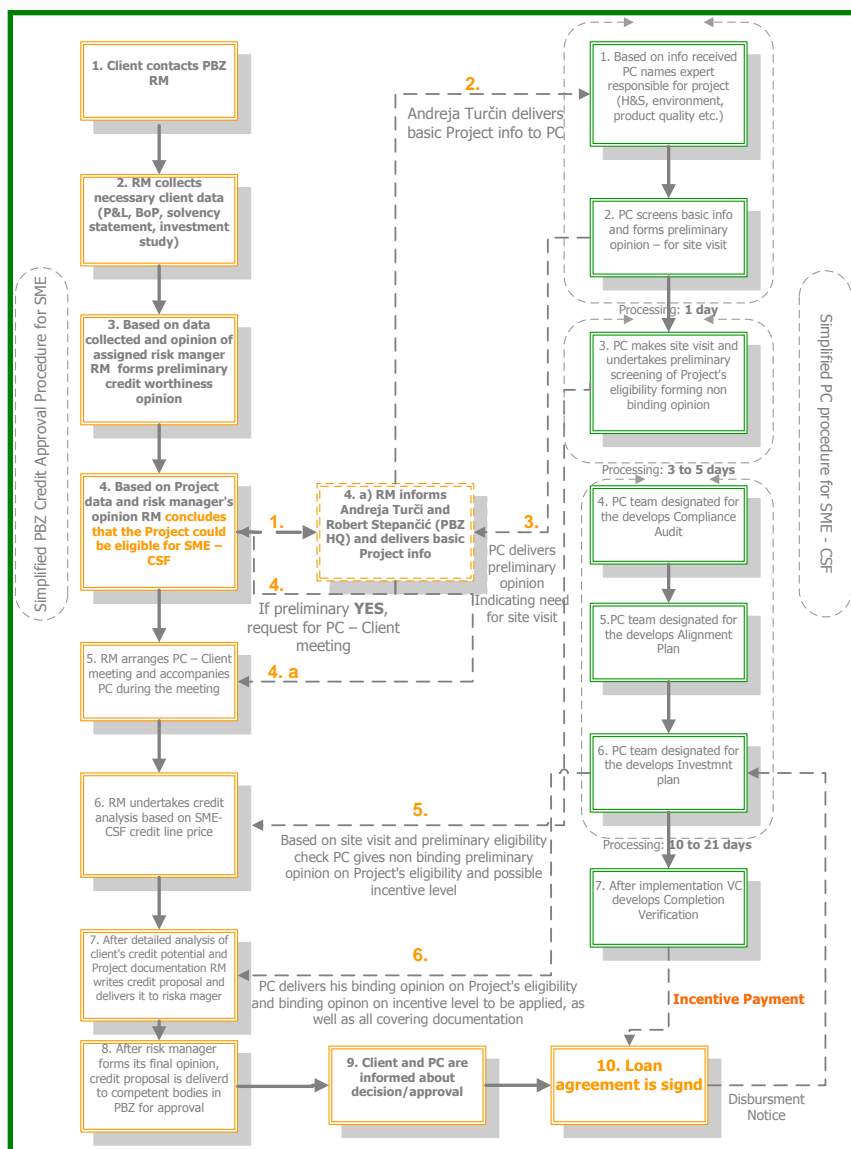 Simplified PBZ Credit Approval Procedure for SME
1. Client contacts PBZ
RM
2. RM collects
necessary client data
(P&L, BoP, solvency
statement, investment
study)
3. Based on data
collected and opinion of
assigned risk manger
RM forms preliminary
credit worthiness
opinion
4. Based on Project
data and risk manager's
opinion RM concludes
that the Project could
be eligible for SME –
CSF
5. RM arranges PC – Client
meeting and accompanies
PC during the meeting
6. RM undertakes credit
analysis based on SME-
CSF credit line price
7. After detailed analysis of
client's credit potential and
Project documentation RM
writes credit proposal and
delivers it to riska mager
8. After risk manager
forms its final opinion,
credit proposal is deliverd
to competent bodies in
PBZ for approval
1.
4. a) RM informs
Andreja Turči and
Robert Stepančić (PBZ
HQ) and delivers basic
Project info
2.
Andreja Turčin delivers
basic Project info to PC
3.
PC delivers
preliminary
opinion
Indicating need
for site visit
4.
If preliminary YES,
request for PC – Client
meeting
4. a
5.
Based on site visit and preliminary eligibility
check PC gives non binding preliminary
opinion on Project's eligibility and possible
incentive level
6.
PC delivers his binding opinion on Project's eligibility
and binding opinon on incentive level to be applied, as
well as all covering documentation
9. Client and PC are
informed about
decision/approval
10. Loan
agreement is signd
Incentive Payment
Disbursment
Notice
1. Based on info received
PC names expert
responsible for project
(H&S, environment,
product quality etc.)
2. PC screens basic info
and forms preliminary
opinion – for site visit
Processing: 1 day
3. PC makes site visit and
undertakes preliminary
screening of Project's
eligibility forming non
binding opinion
Processing: 3 to 5 days
4. PC team designated for
the develops Compliance
Audit
5.PC team designated for
the develops Alignment
Plan
6. PC team designated for
the develops Investmnt
plan
Processing: 10 to 21 days
7. After implementation VC
develops Completion
Verification
Simplified PC procedure for SME - CSF